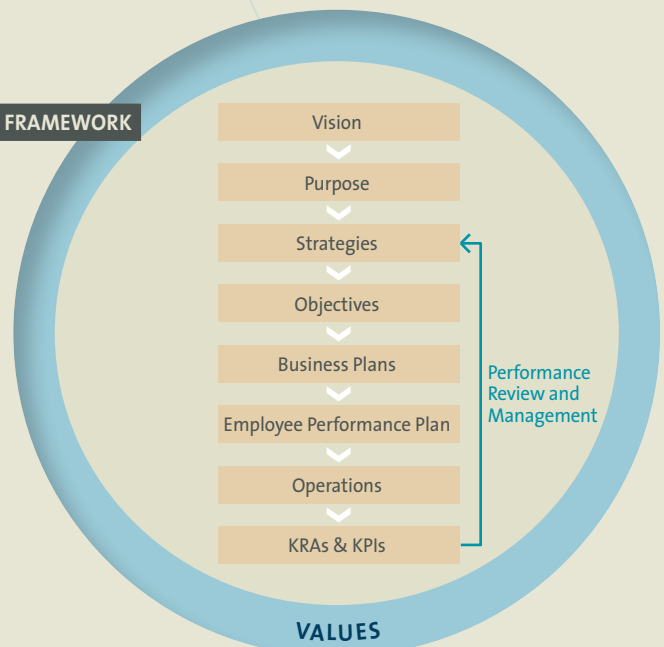 FRAMEWORK
Vision
Purpose
Strategies
Objectives
Business Plans
Performance
Review and
Management
Employee Performance Plan
Operations
KRAs & KPIs
VALUES